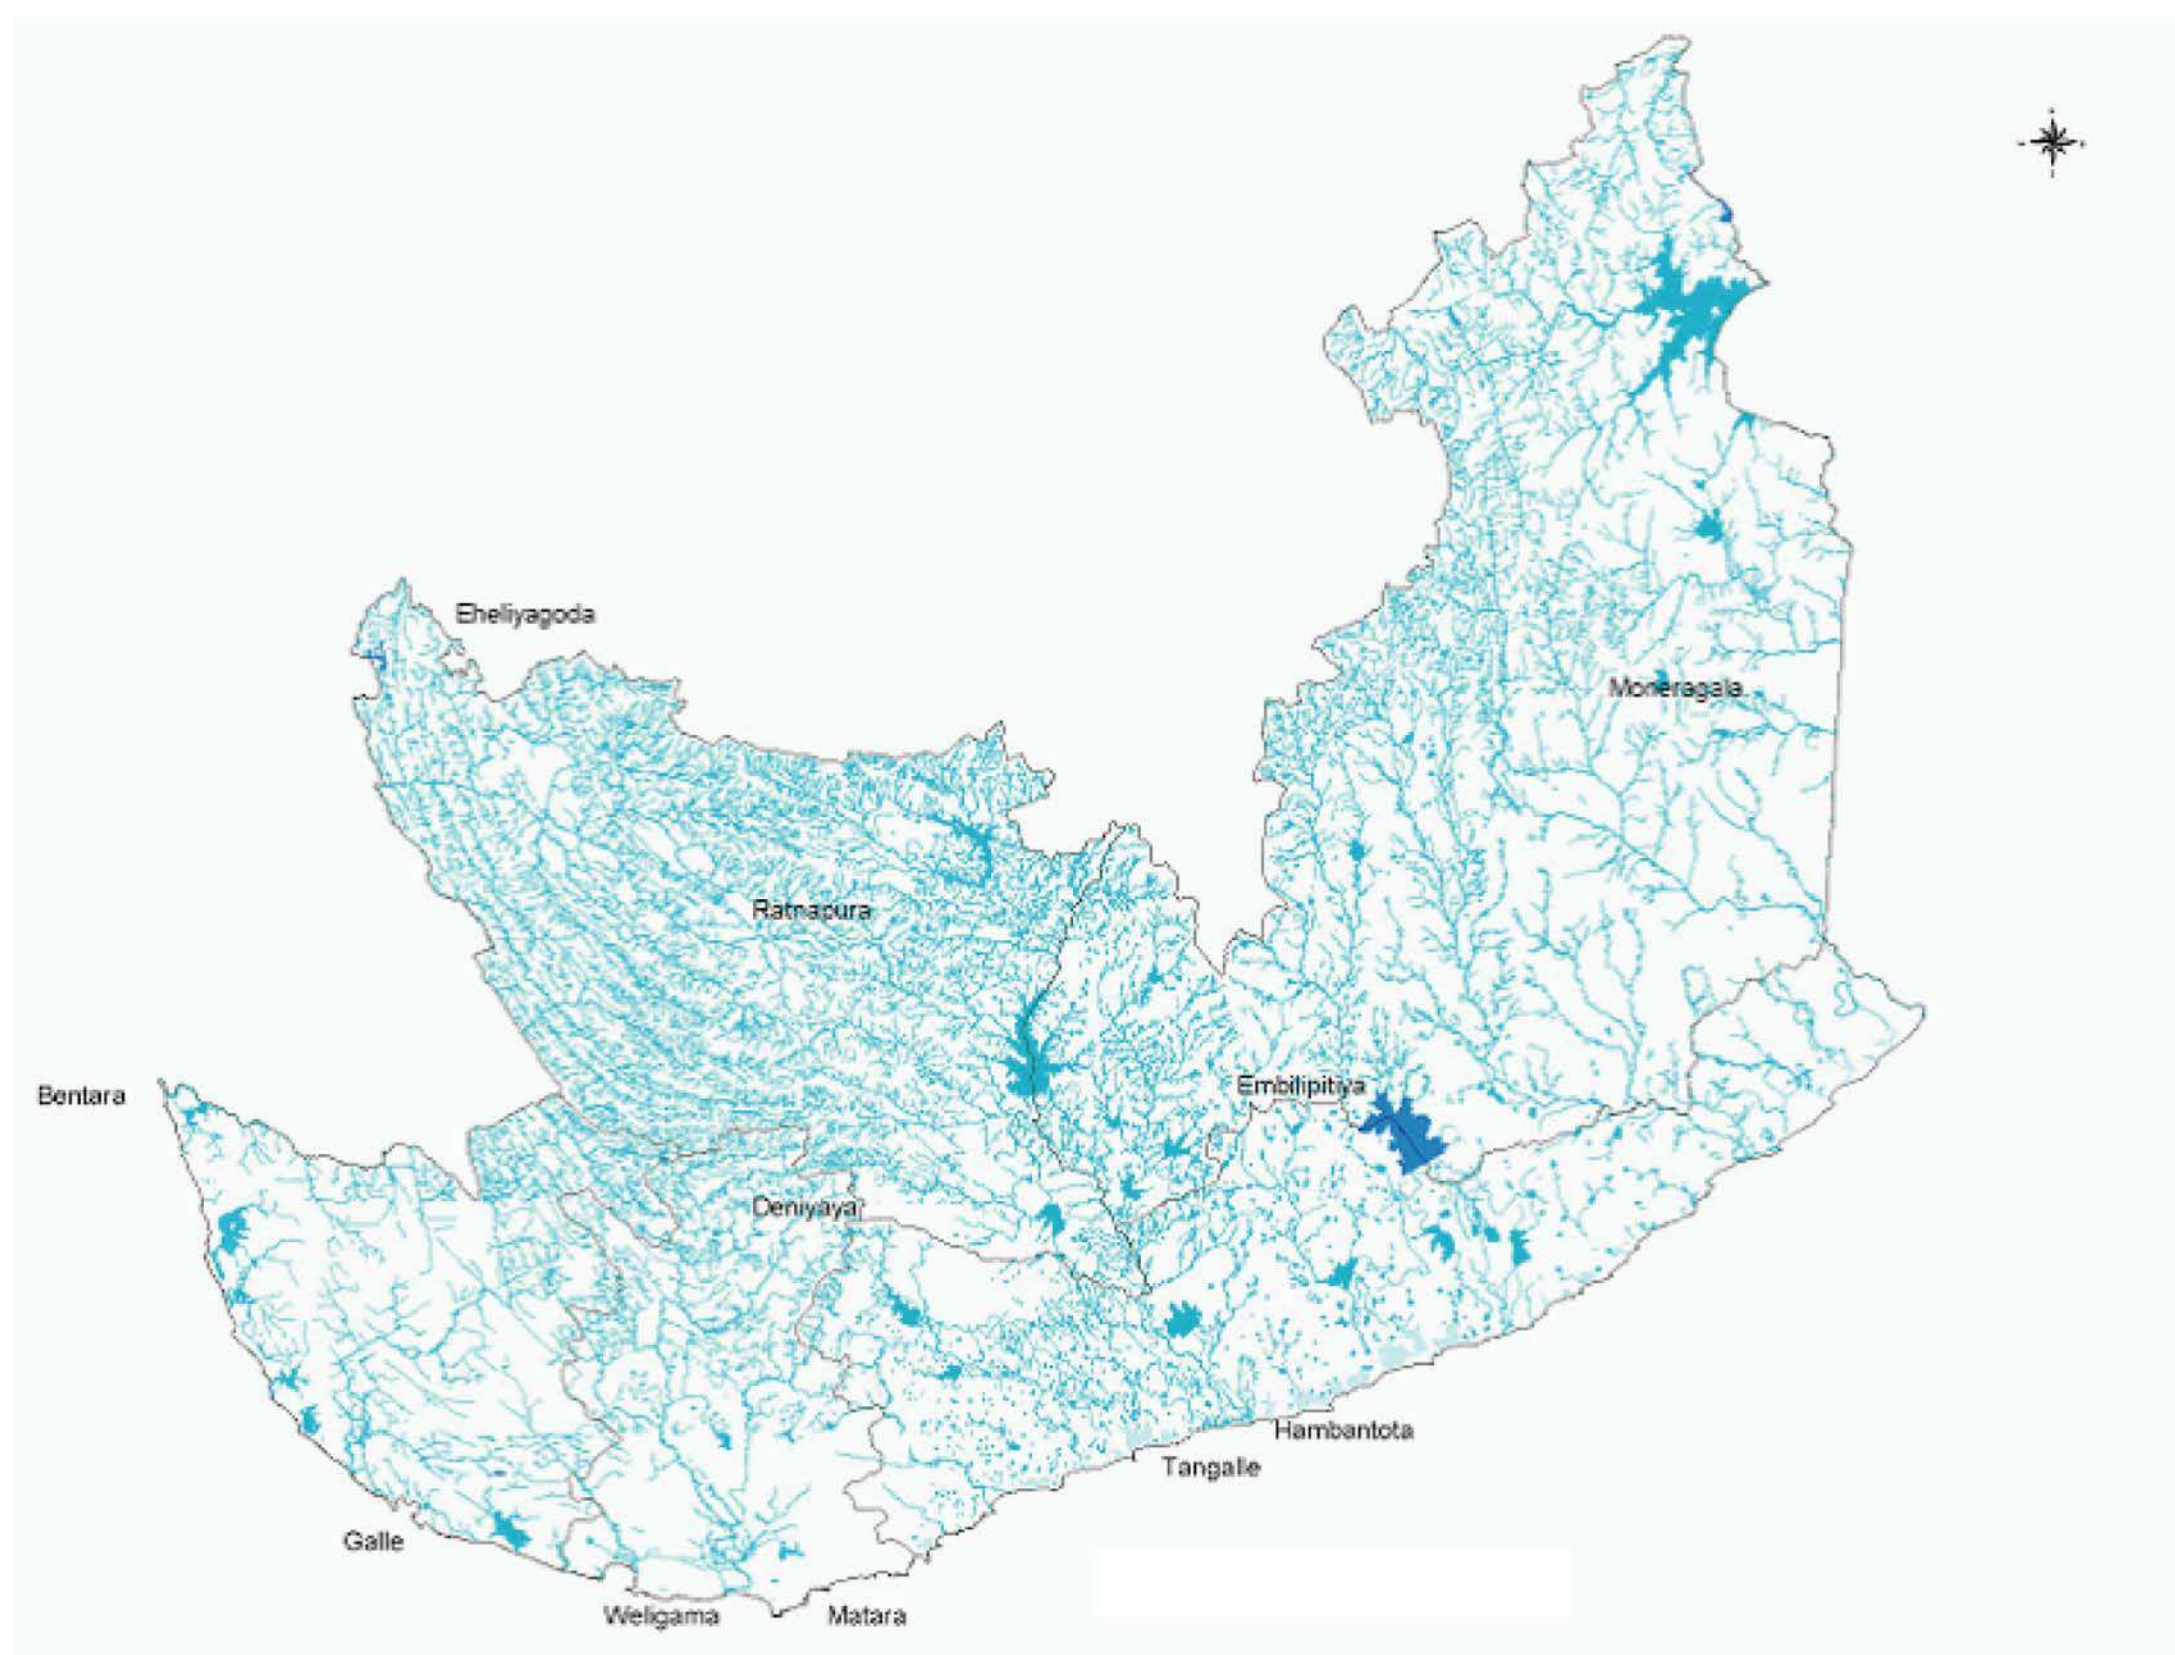 Eheliyagoda
Moneragala
Ratnapura
Embilipitiya
Bentara
Deniyaya
Hambantota
Tangalle
Galle
Weligama
Matara